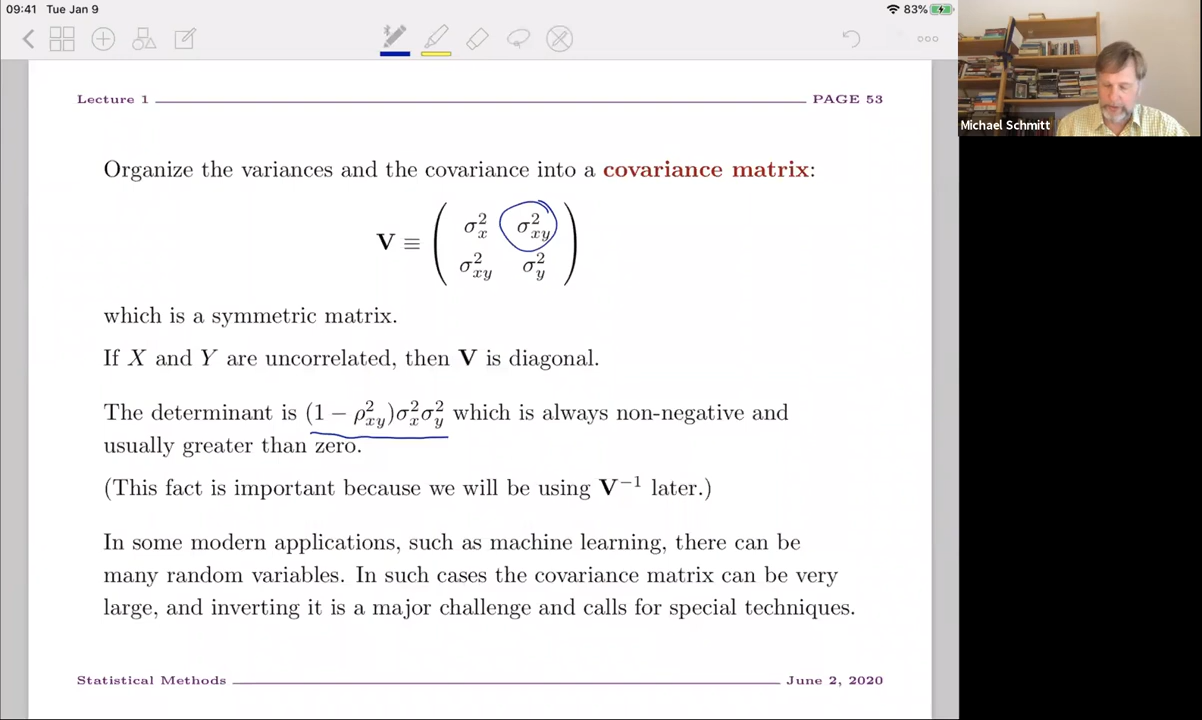 09:41 Tue Jan 9
83%
Lecture 1
PAGE 53
Michael Schmitt
Organize the variances and the covariance into a covariance matrix:
V ≡ ( σ²ₓ σ²ₓy
σ²ₓy σ²y )
which is a symmetric matrix.
If X and Y are uncorrelated, then V is diagonal.
The determinant is (1 − ρ²ₓy)σ²ₓσ²y which is always non-negative and
usually greater than zero.
(This fact is important because we will be using V⁻¹ later.)
In some modern applications, such as machine learning, there can be
many random variables. In such cases the covariance matrix can be very
large, and inverting it is a major challenge and calls for special techniques.
Statistical Methods
June 2, 2020